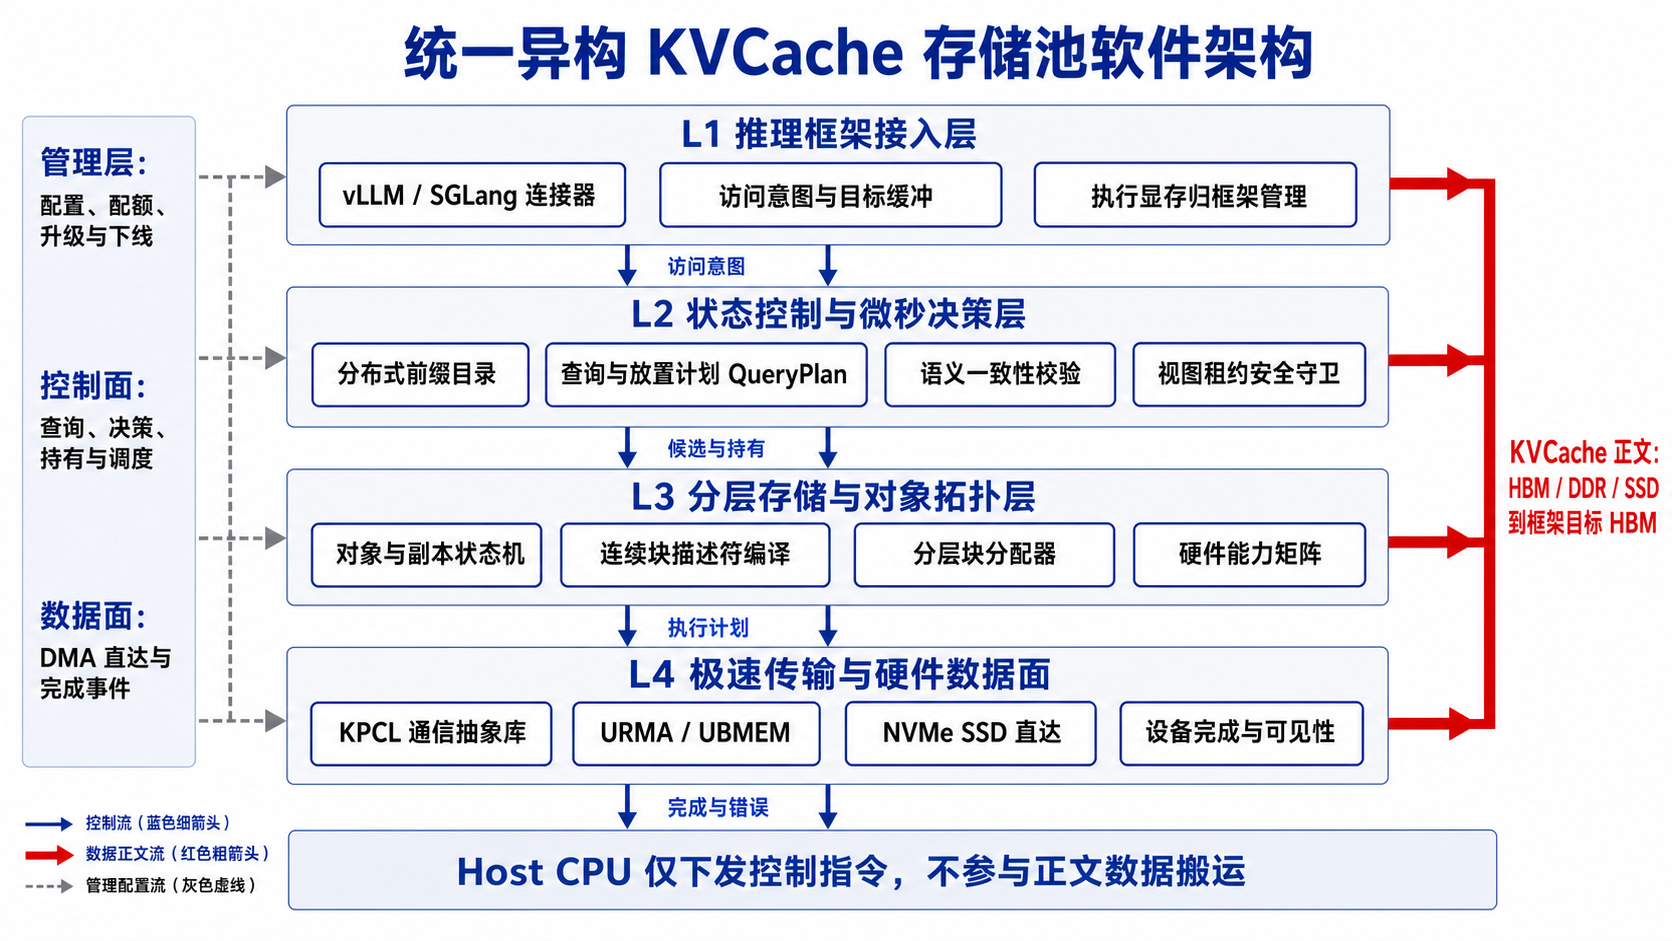 统一异构 KVCache 存储池软件架构
管理层：
配置、配额、
升级与下线
控制面：
查询、决策、
持有与调度
数据面：
DMA 直达与
完成事件
L1 推理框架接入层
vLLM / SGLang 连接器
访问意图与目标缓冲
执行显存归框架管理
访问意图
L2 状态控制与微秒决策层
分布式前缀目录
查询与放置计划 QueryPlan
语义一致性校验
视图租约安全守卫
候选与持有
L3 分层存储与对象拓扑层
对象与副本状态机
连续块描述符编译
分层块分配器
硬件能力矩阵
执行计划
L4 极速传输与硬件数据面
KPCL 通信抽象库
URMA / UBMEM
NVMe SSD 直达
设备完成与可见性
完成与错误
Host CPU 仅下发控制指令，不参与正文数据搬运
KVCache 正文：
HBM / DDR / SSD
到框架目标 HBM
控制流（蓝色细箭头）
数据正文流（红色粗箭头）
管理配置流（灰色虚线）